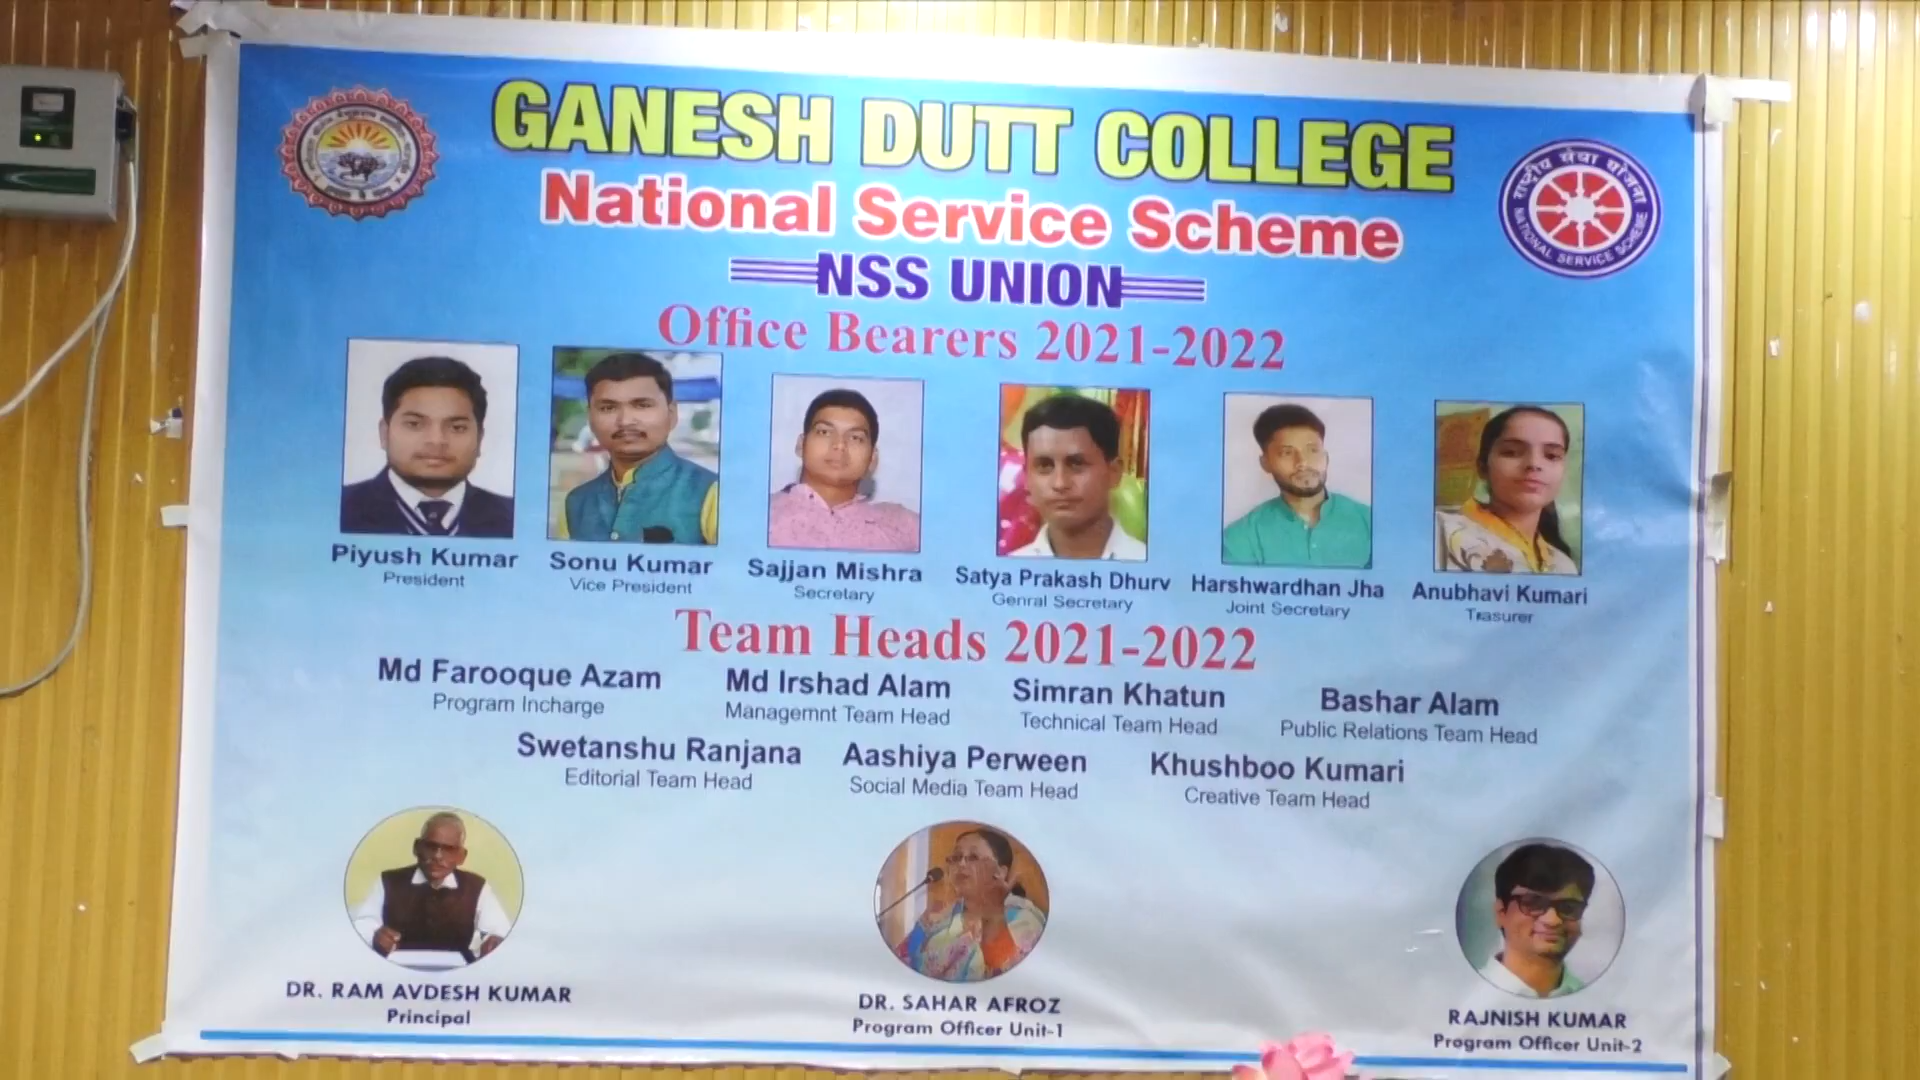 GANESH DUTT COLLEGE
National Service Scheme
राष्ट्रीय सेवा योजना
NATIONAL SERVICE SCHEME
NSS UNION
Office Bearers 2021-2022
Piyush Kumar
President
Sonu Kumar
Vice President
Sajjan Mishra
Secretary
Satya Prakash Dhurv
Genral Secretary
Harshwardhan Jha
Joint Secretary
Anubhavi Kumari
Trasurer
Team Heads 2021-2022
Md Farooque Azam
Program Incharge
Md Irshad Alam
Managemnt Team Head
Simran Khatun
Technical Team Head
Bashar Alam
Public Relations Team Head
Swetanshu Ranjana
Editorial Team Head
Aashiya Perween
Social Media Team Head
Khushboo Kumari
Creative Team Head
DR. RAM AVDESH KUMAR
Principal
DR. SAHAR AFROZ
Program Officer Unit-1
RAJNISH KUMAR
Program Officer Unit-2